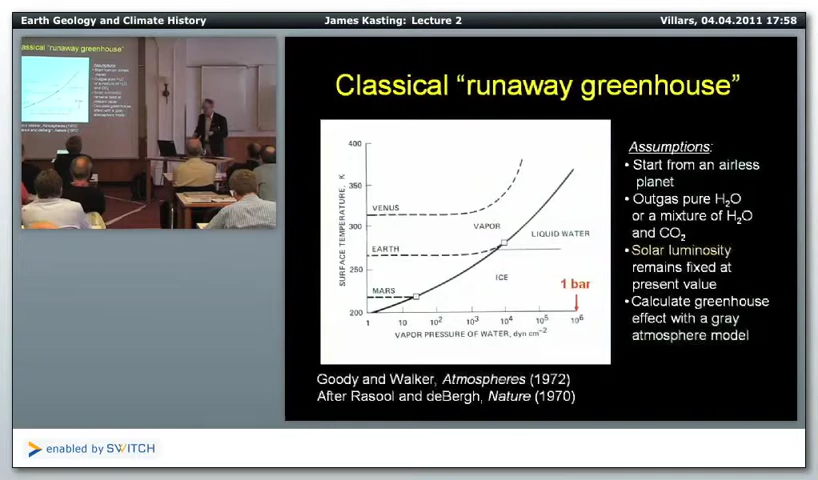 Earth Geology and Climate History
James Kasting: Lecture 2
Villars, 04.04.2011 17:58
Classical “runaway greenhouse”
400
350
300
250
200
SURFACE TEMPERATURE, K
VENUS
EARTH
MARS
VAPOR
LIQUID WATER
ICE
1 bar
1
10
10²
10³
10⁴
10⁵
10⁶
VAPOR PRESSURE OF WATER, dyn cm⁻²
Goody and Walker, Atmospheres (1972)
After Rasool and deBergh, Nature (1970)
Assumptions:
• Start from an airless
planet
• Outgas pure H₂O
or a mixture of H₂O
and CO₂
• Solar luminosity
remains fixed at
present value
• Calculate greenhouse
effect with a gray
atmosphere model
enabled by SWITCH